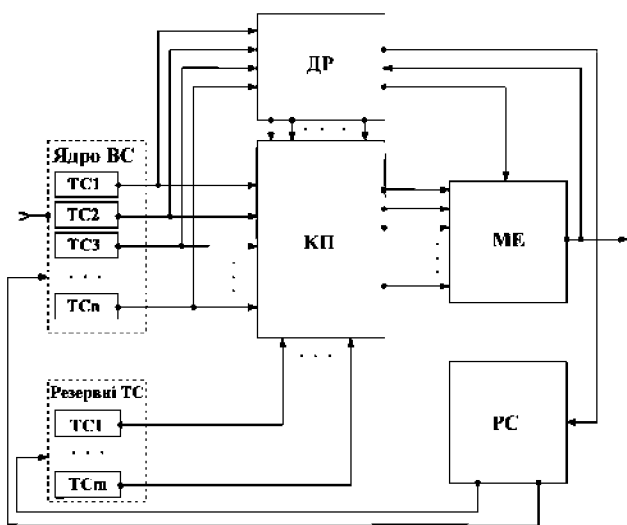 ДР
Ядро ВС
ТС1
ТС2
ТС3
. . .
ТСn
КП
МЕ
Резервні ТС
ТС1
. . .
ТСm
РС